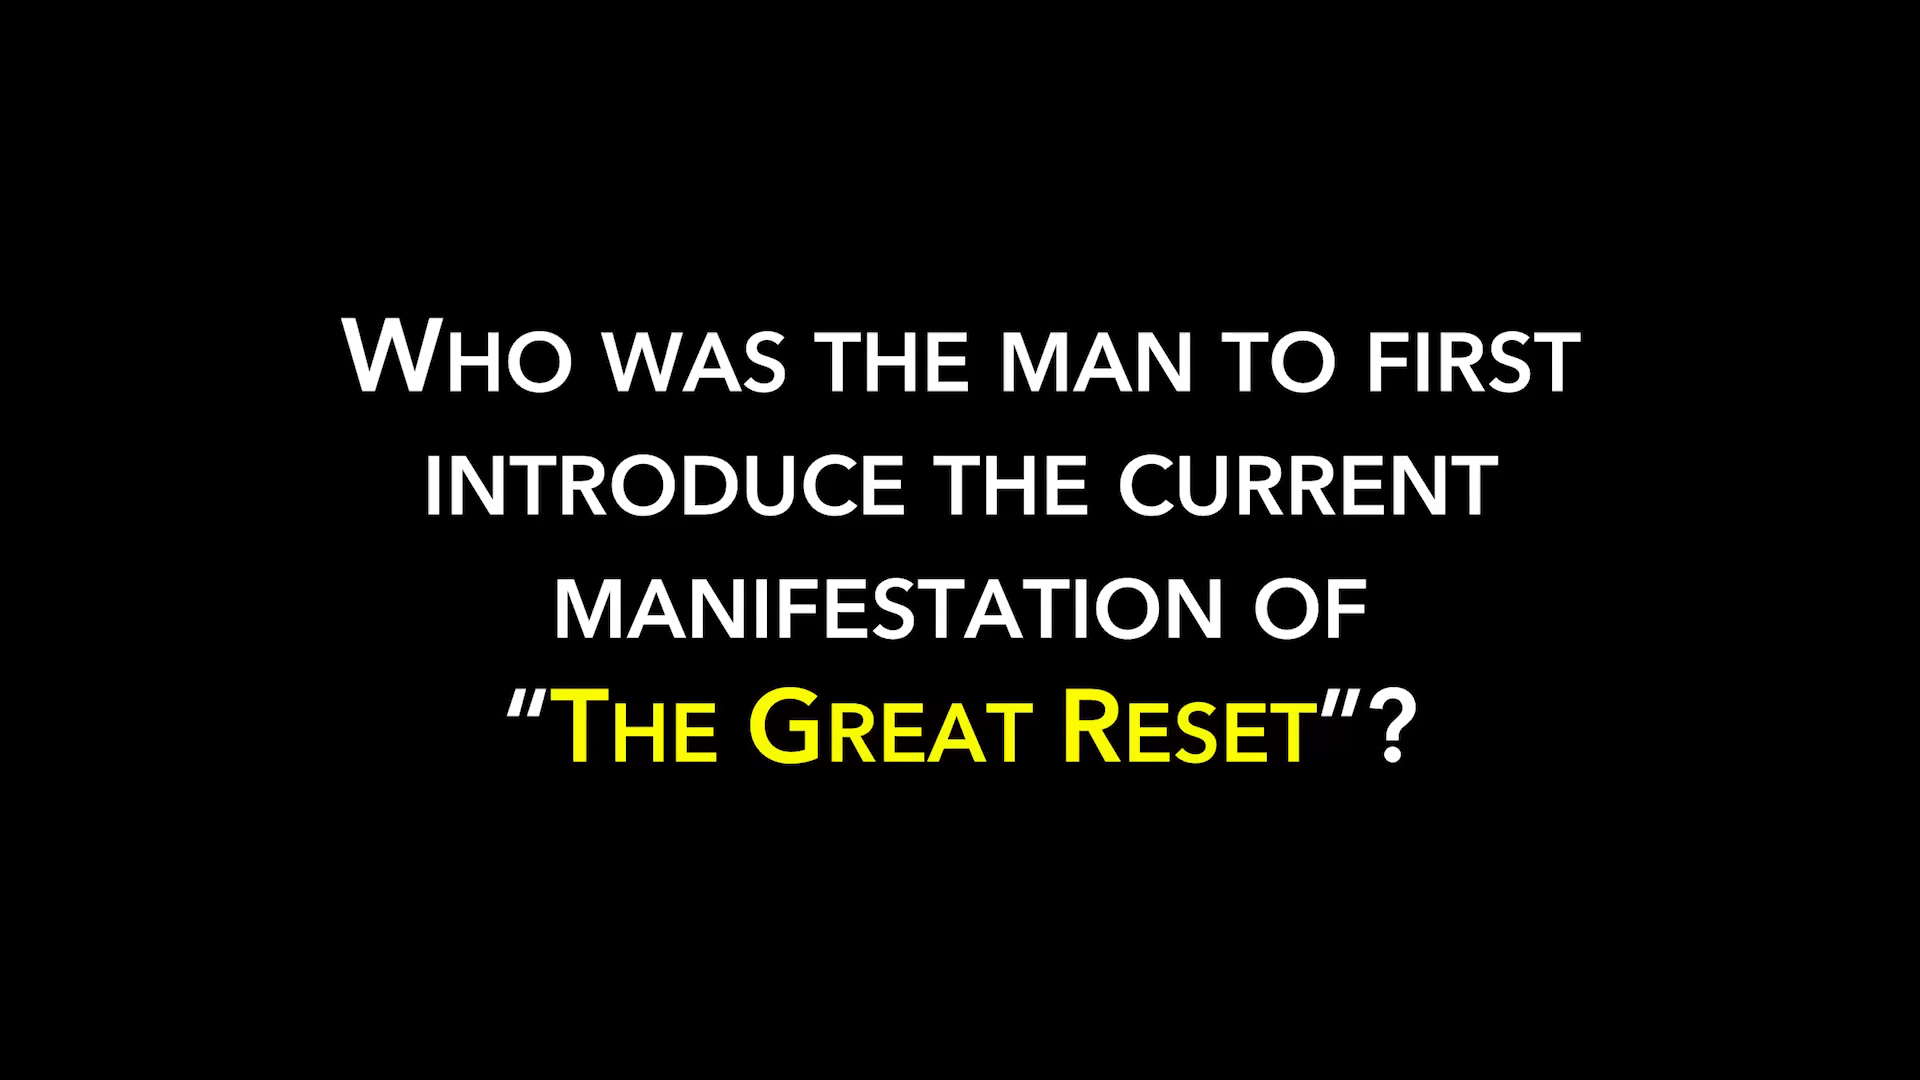 Who was the man to first
introduce the current
manifestation of
“The Great Reset”?